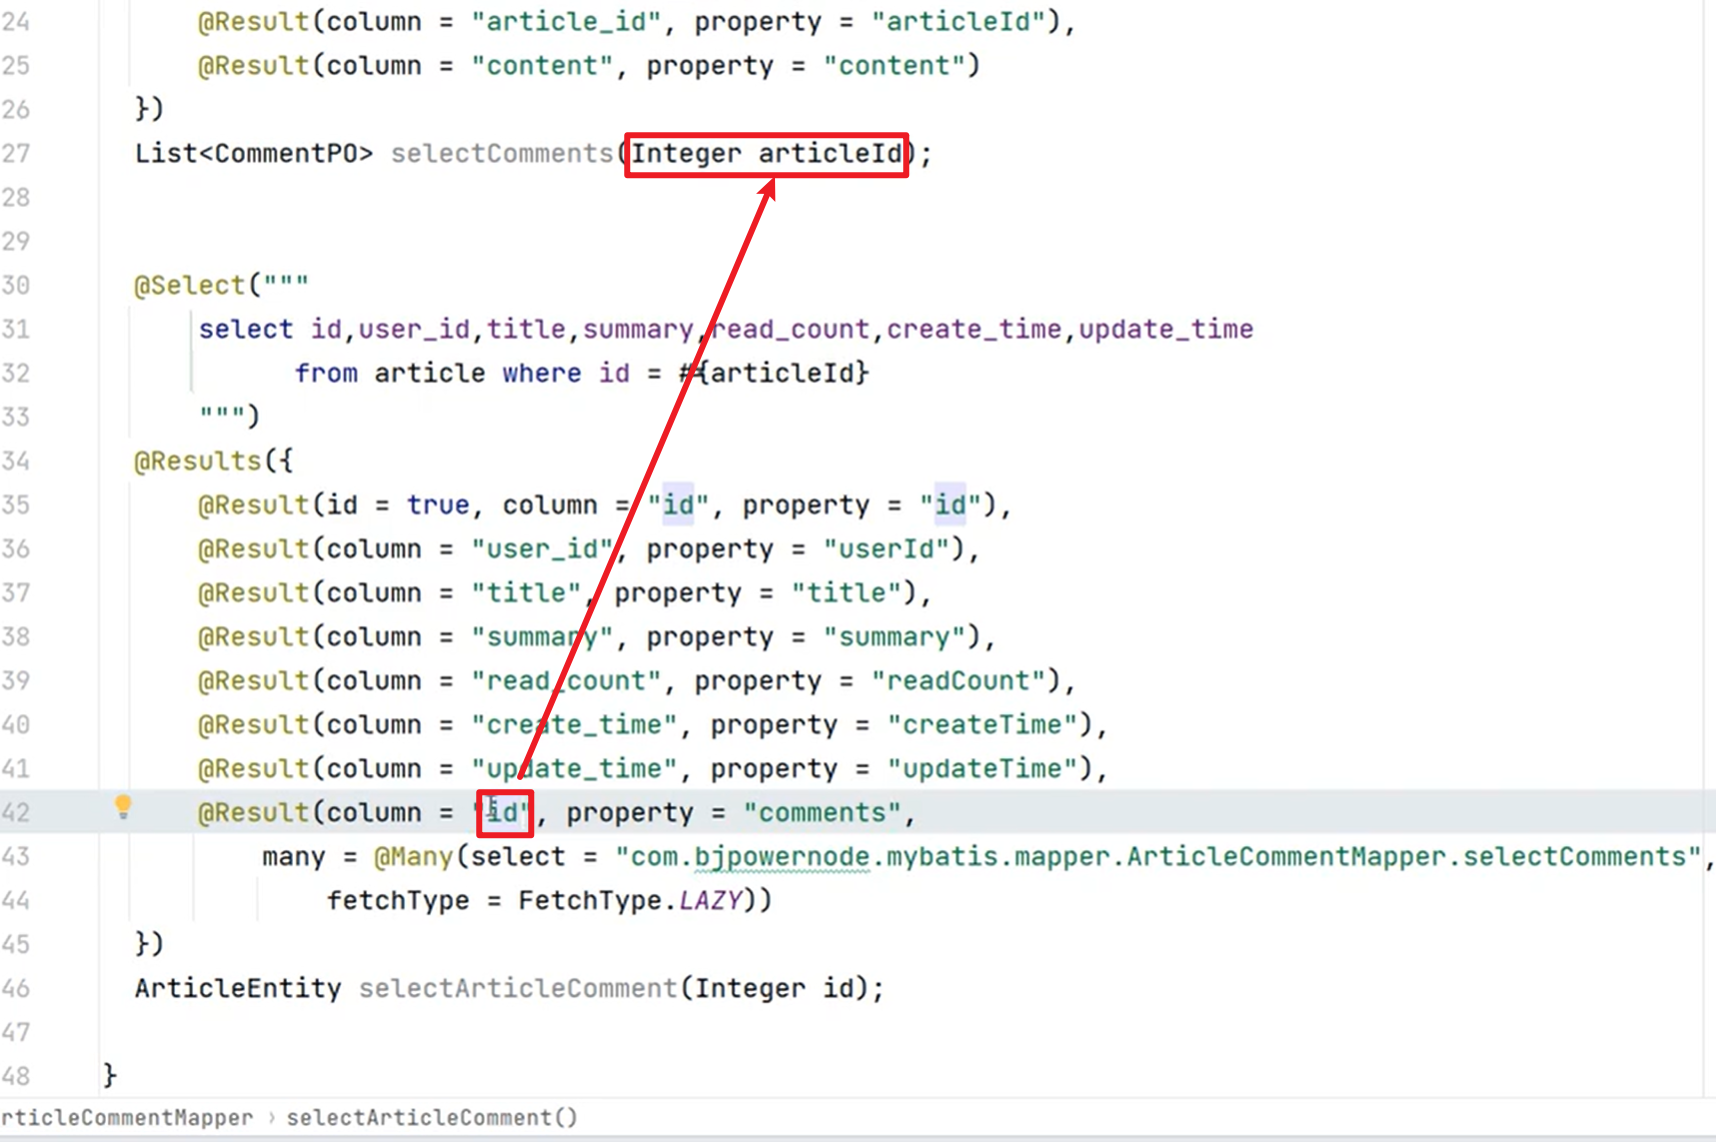 24 @Result(column = "article_id", property = "articleId"),
25 @Result(column = "content", property = "content")
26 })
27 List<CommentPO> selectComments(Integer articleId);
28
29
30 @Select("""
31 select id,user_id,title,summary,read_count,create_time,update_time
32 from article where id = #{articleId}
33 """)
34 @Results({
35 @Result(id = true, column = "id", property = "id"),
36 @Result(column = "user_id", property = "userId"),
37 @Result(column = "title", property = "title"),
38 @Result(column = "summary", property = "summary"),
39 @Result(column = "read_count", property = "readCount"),
40 @Result(column = "create_time", property = "createTime"),
41 @Result(column = "update_time", property = "updateTime"),
42 @Result(column = "id", property = "comments",
43 many = @Many(select = "com.bjpowernode.mybatis.mapper.ArticleCommentMapper.selectComments",
44 fetchType = FetchType.LAZY))
45 })
46 ArticleEntity selectArticleComment(Integer id);
47
48 }
rticleCommentMapper › selectArticleComment()